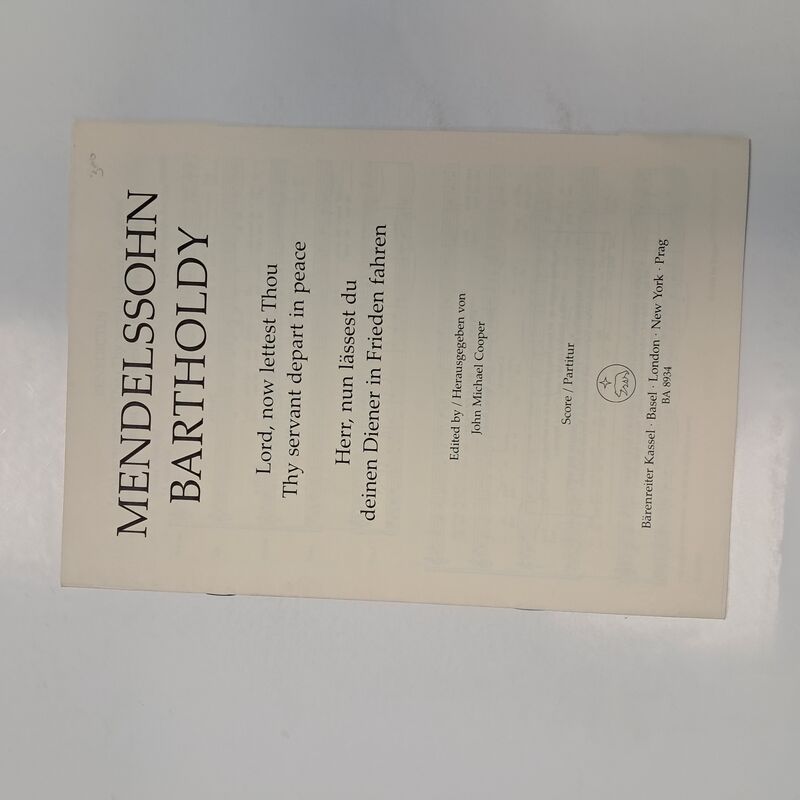 MENDELSSOHN
BARTHOLDY
Lord, now lettest Thou
Thy servant depart in peace
Herr, nun lässest du
deinen Diener in Frieden fahren
Edited by / Herausgegeben von
John Michael Cooper
Score / Partitur
Bärenreiter Kassel · Basel · London · New York · Prag
BA 8934